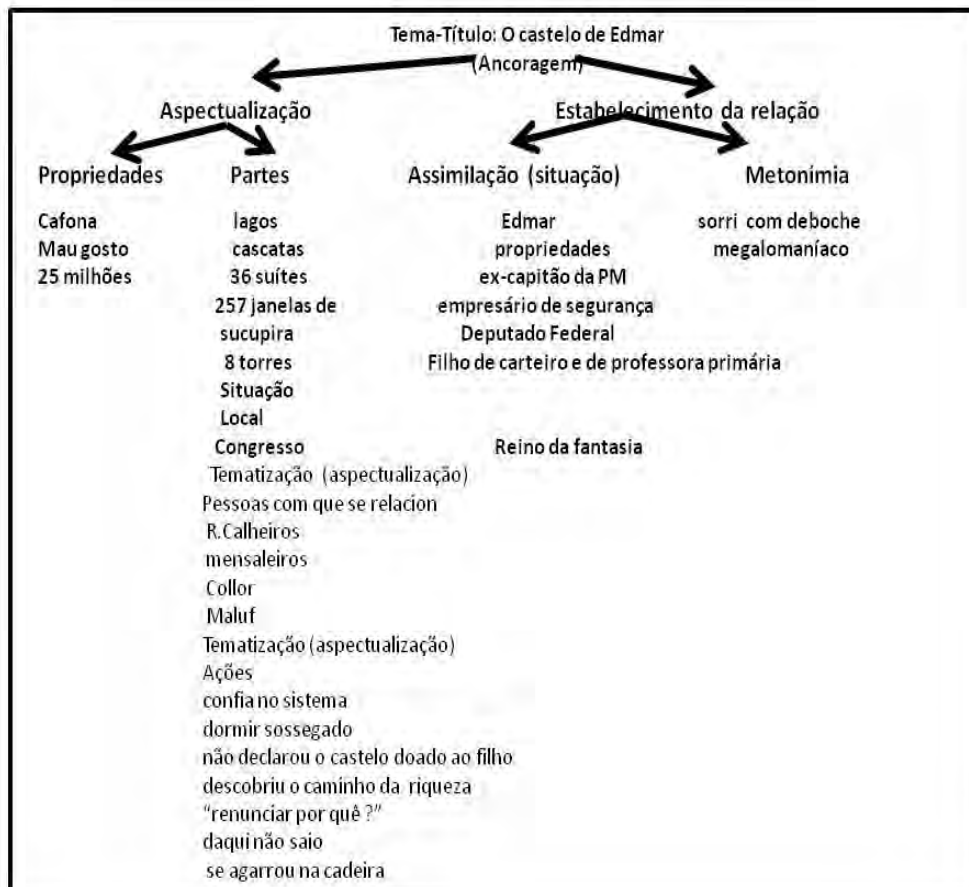 Tema-Título: O castelo de Edmar
(Ancoragem)
Aspectualização Estabelecimento da relação
Propriedades Partes Assimilação (situação) Metonímia
Cafona lagos Edmar sorri com deboche
Mau gosto cascatas propriedades megalomaníaco
25 milhões 36 suítes ex-capitão da PM
257 janelas de empresário de segurança
sucupira Deputado Federal
8 torres Filho de carteiro e de professora primária
Situação
Local
Congresso Reino da fantasia
Tematização (aspectualização)
Pessoas com que se relacion
R.Calheiros
mensaleiros
Collor
Maluf
Tematização (aspectualização)
Ações
confia no sistema
dormir sossegado
não declarou o castelo doado ao filho
descobriu o caminho da riqueza
“renunciar por quê ?”
daqui não saio
se agarrou na cadeira